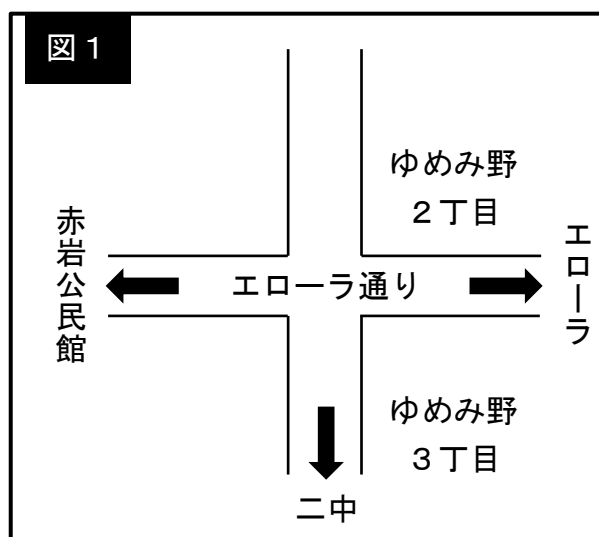 図1
ゆめみ野
2丁目
赤岩公民館
エローラ通り
エローラ
ゆめみ野
3丁目
二中